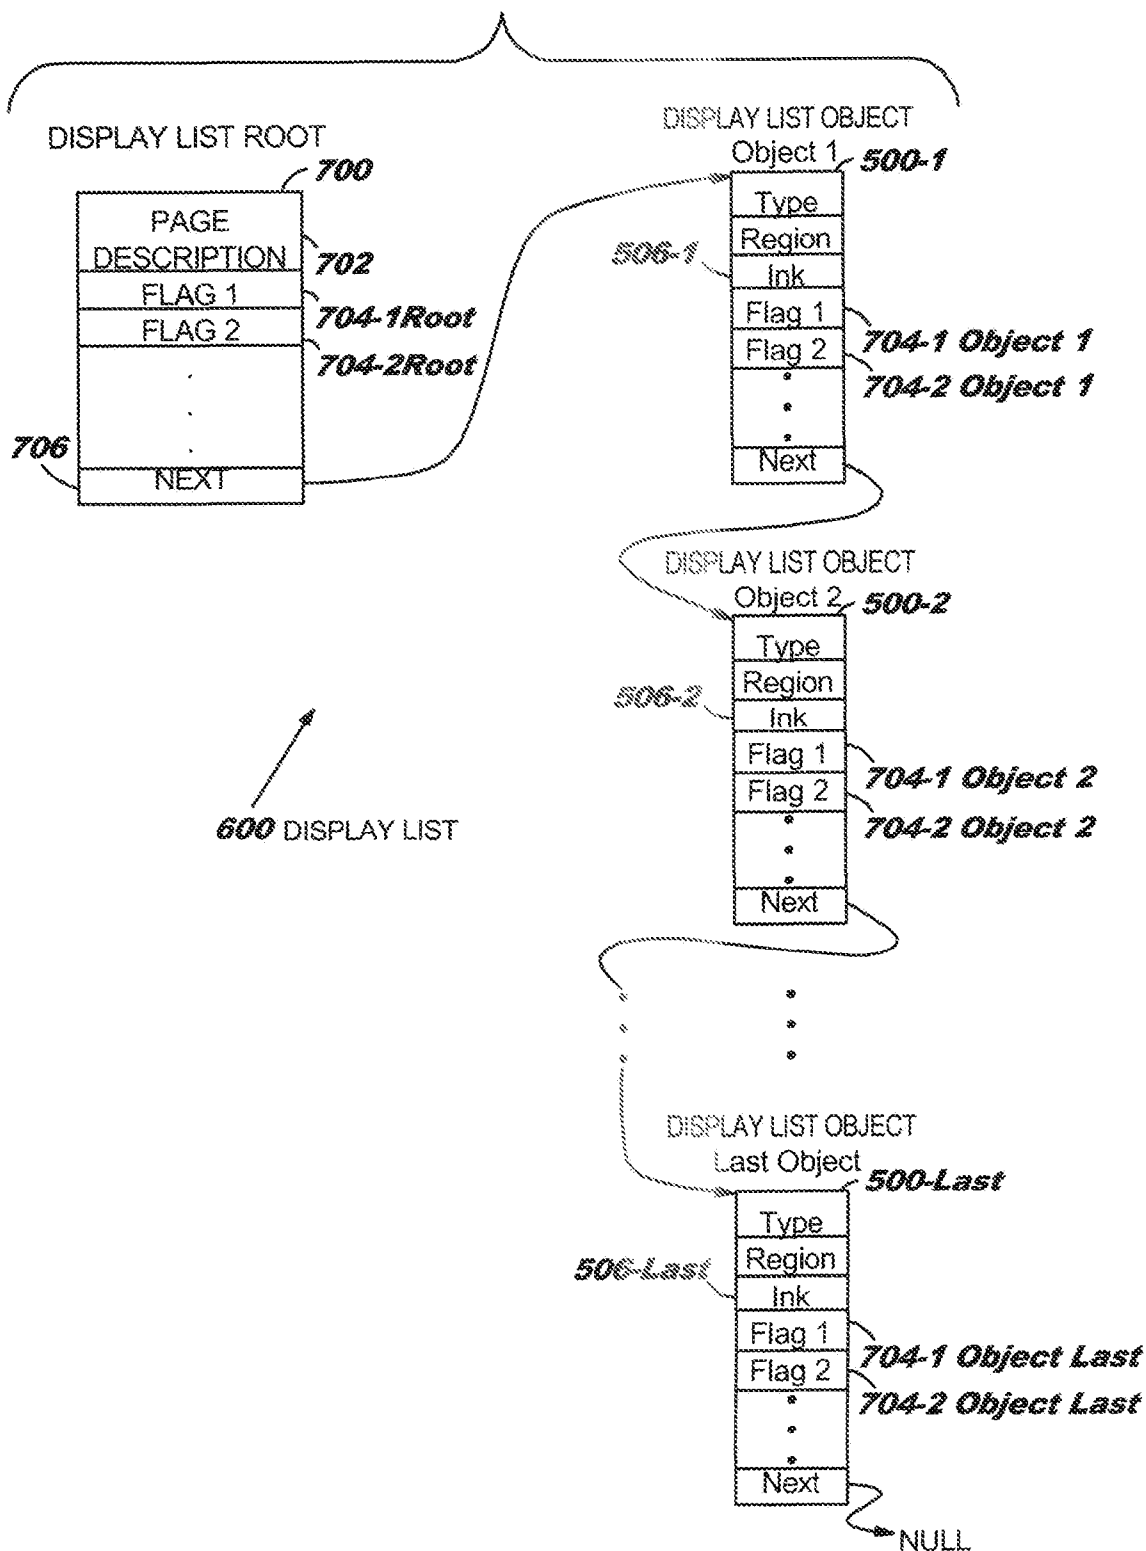 DISPLAY LIST ROOT
700
PAGE
DESCRIPTION
702
FLAG 1
704-1Root
FLAG 2
704-2Root
706
NEXT
DISPLAY LIST OBJECT
Object 1
500-1
Type
Region
506-1
Ink
Flag 1
704-1 Object 1
Flag 2
704-2 Object 1
Next
DISPLAY LIST OBJECT
Object 2
500-2
Type
Region
506-2
Ink
Flag 1
704-1 Object 2
Flag 2
704-2 Object 2
Next
600 DISPLAY LIST
DISPLAY LIST OBJECT
Last Object
500-Last
Type
Region
506-Last
Ink
Flag 1
704-1 Object Last
Flag 2
704-2 Object Last
Next
NULL